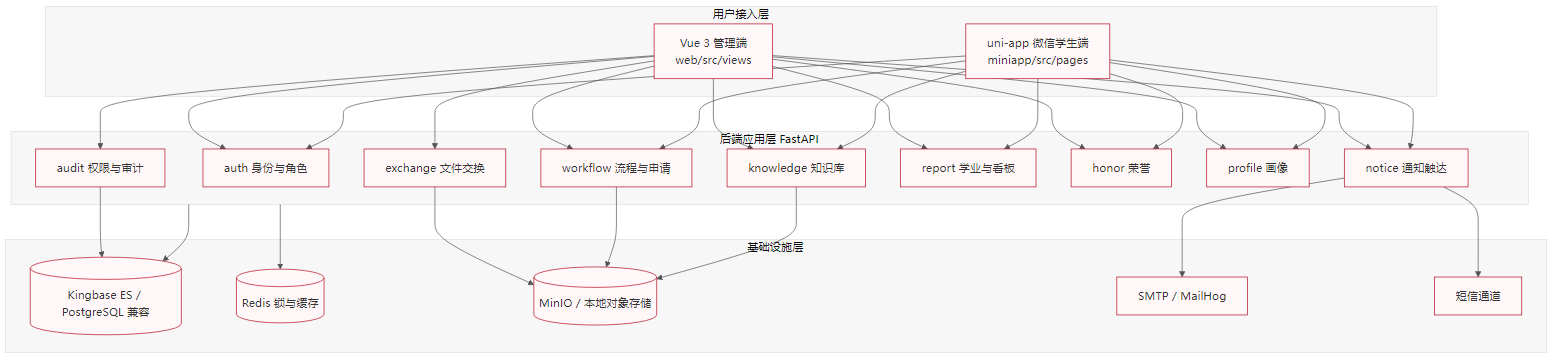 用户接入层
Vue 3 管理端
web/src/views
uni-app 微信学生端
miniapp/src/pages
后端应用层 FastAPI
audit 权限与审计
auth 身份与角色
exchange 文件交换
workflow 流程与申请
knowledge 知识库
report 学业与看板
honor 荣誉
profile 画像
notice 通知触达
基础设施层
Kingbase ES /
PostgreSQL 兼容
Redis 锁与缓存
MinIO / 本地对象存储
SMTP / MailHog
短信通道